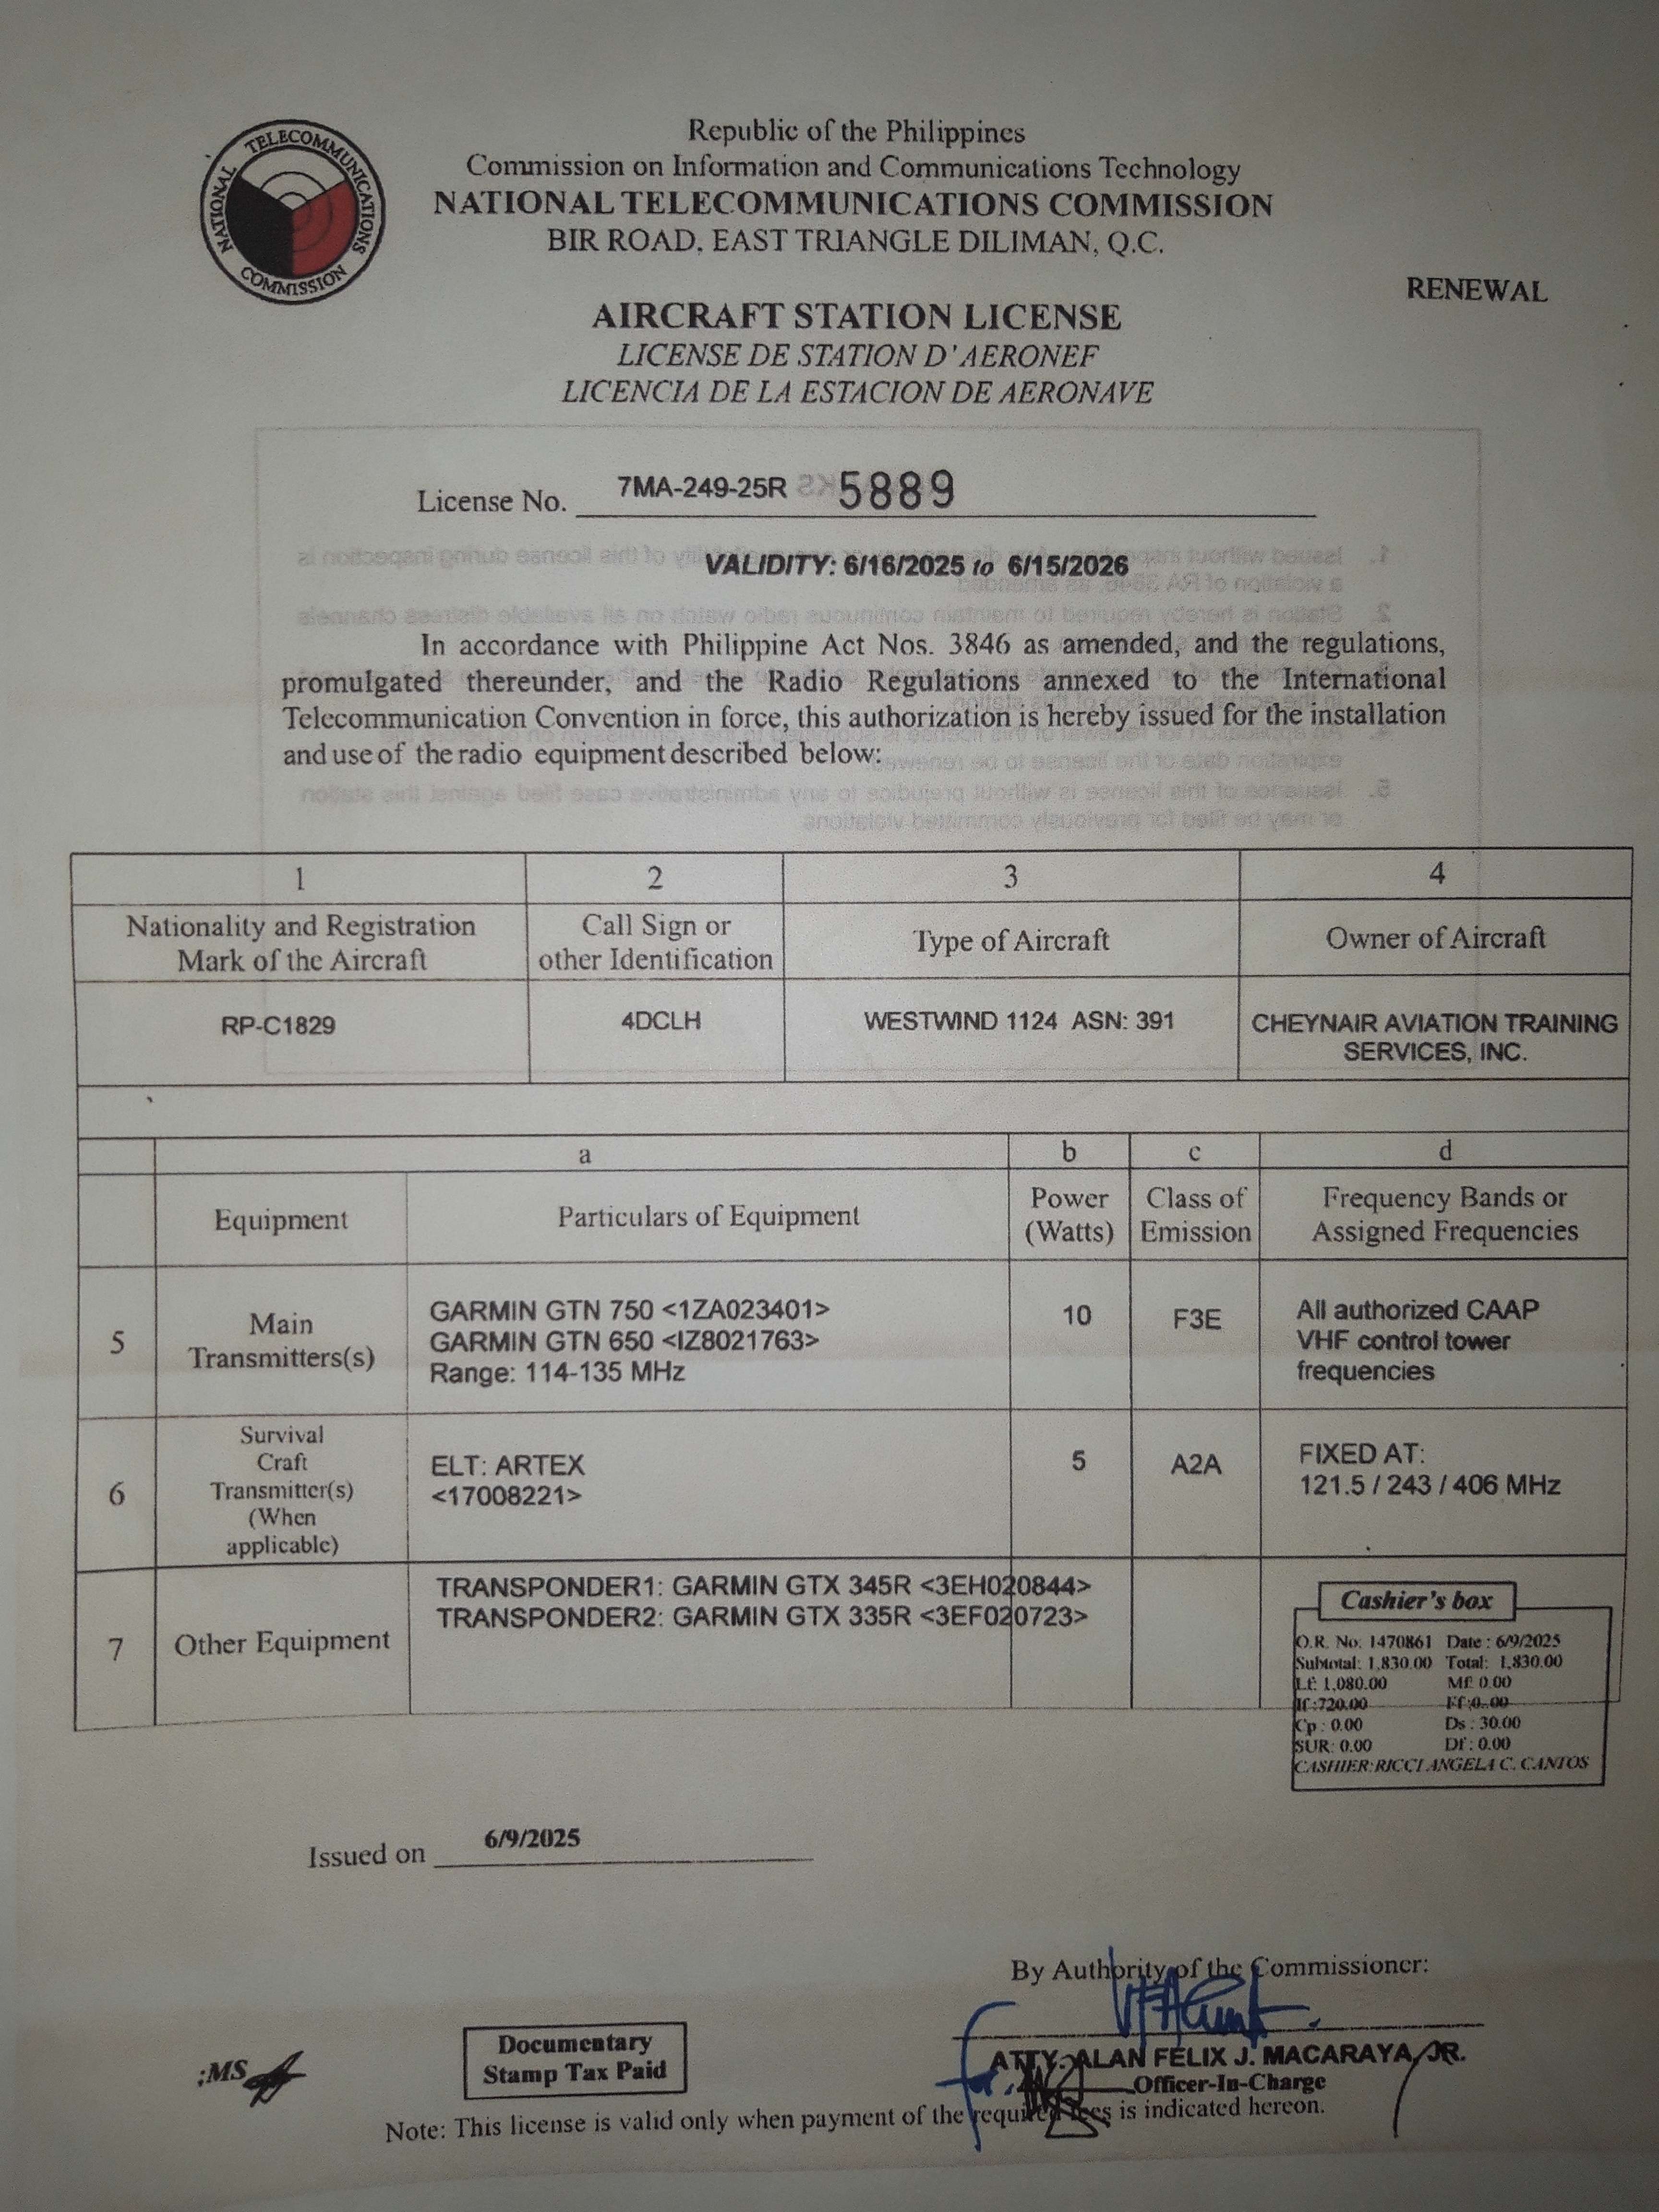 NATIONAL TELECOMMUNICATIONS COMMISSION
Republic of the Philippines
Commission on Information and Communications Technology
NATIONAL TELECOMMUNICATIONS COMMISSION
BIR ROAD, EAST TRIANGLE DILIMAN, Q.C.
RENEWAL
AIRCRAFT STATION LICENSE
LICENSE DE STATION D'AERONEF
LICENCIA DE LA ESTACION DE AERONAVE
License No. 7MA-249-25R 5889
VALIDITY: 6/16/2025 to 6/15/2026
In accordance with Philippine Act Nos. 3846 as amended, and the regulations,
promulgated thereunder, and the Radio Regulations annexed to the International
Telecommunication Convention in force, this authorization is hereby issued for the installation
and use of the radio equipment described below:
1 2 3 4
Nationality and Registration
Mark of the Aircraft
Call Sign or
other Identification
Type of Aircraft
Owner of Aircraft
RP-C1829
4DCLH
WESTWIND 1124 ASN: 391
CHEYNAIR AVIATION TRAINING
SERVICES, INC.
a b c d
Equipment
Particulars of Equipment
Power
(Watts)
Class of
Emission
Frequency Bands or
Assigned Frequencies
5
Main
Transmitters(s)
GARMIN GTN 750 <1ZA023401>
GARMIN GTN 650 <IZ8021763>
Range: 114-135 MHz
10
F3E
All authorized CAAP
VHF control tower
frequencies
6
Survival
Craft
Transmitter(s)
(When
applicable)
ELT: ARTEX
<17008221>
5
A2A
FIXED AT:
121.5 / 243 / 406 MHz
7
Other Equipment
TRANSPONDER1: GARMIN GTX 345R <3EH020844>
TRANSPONDER2: GARMIN GTX 335R <3EF020723>
Cashier's box
O.R. No: 1470861 Date : 6/9/2025
Subtotal: 1,830.00 Total: 1,830.00
Lf: 1,080.00 Mf: 0.00
If :720.00 Ff :0..00
Cp : 0.00 Ds : 30.00
SUR: 0.00 Df : 0.00
CASHIER:RICCI ANGELA C. CANTOS
Issued on 6/9/2025
By Authority of the Commissioner:
ATTY. ALAN FELIX J. MACARAYA, JR.
Officer-In-Charge
:MS
Documentary
Stamp Tax Paid
Note: This license is valid only when payment of the required fees is indicated hereon.